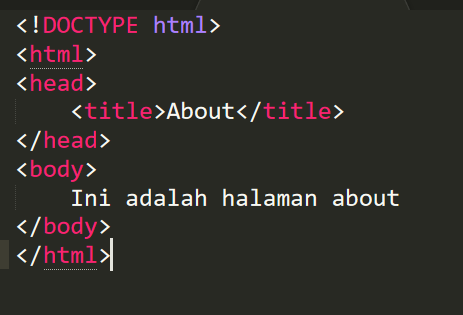 <!DOCTYPE html>
<html>
<head>
    <title>About</title>
</head>
<body>
    Ini adalah halaman about
</body>
</html>